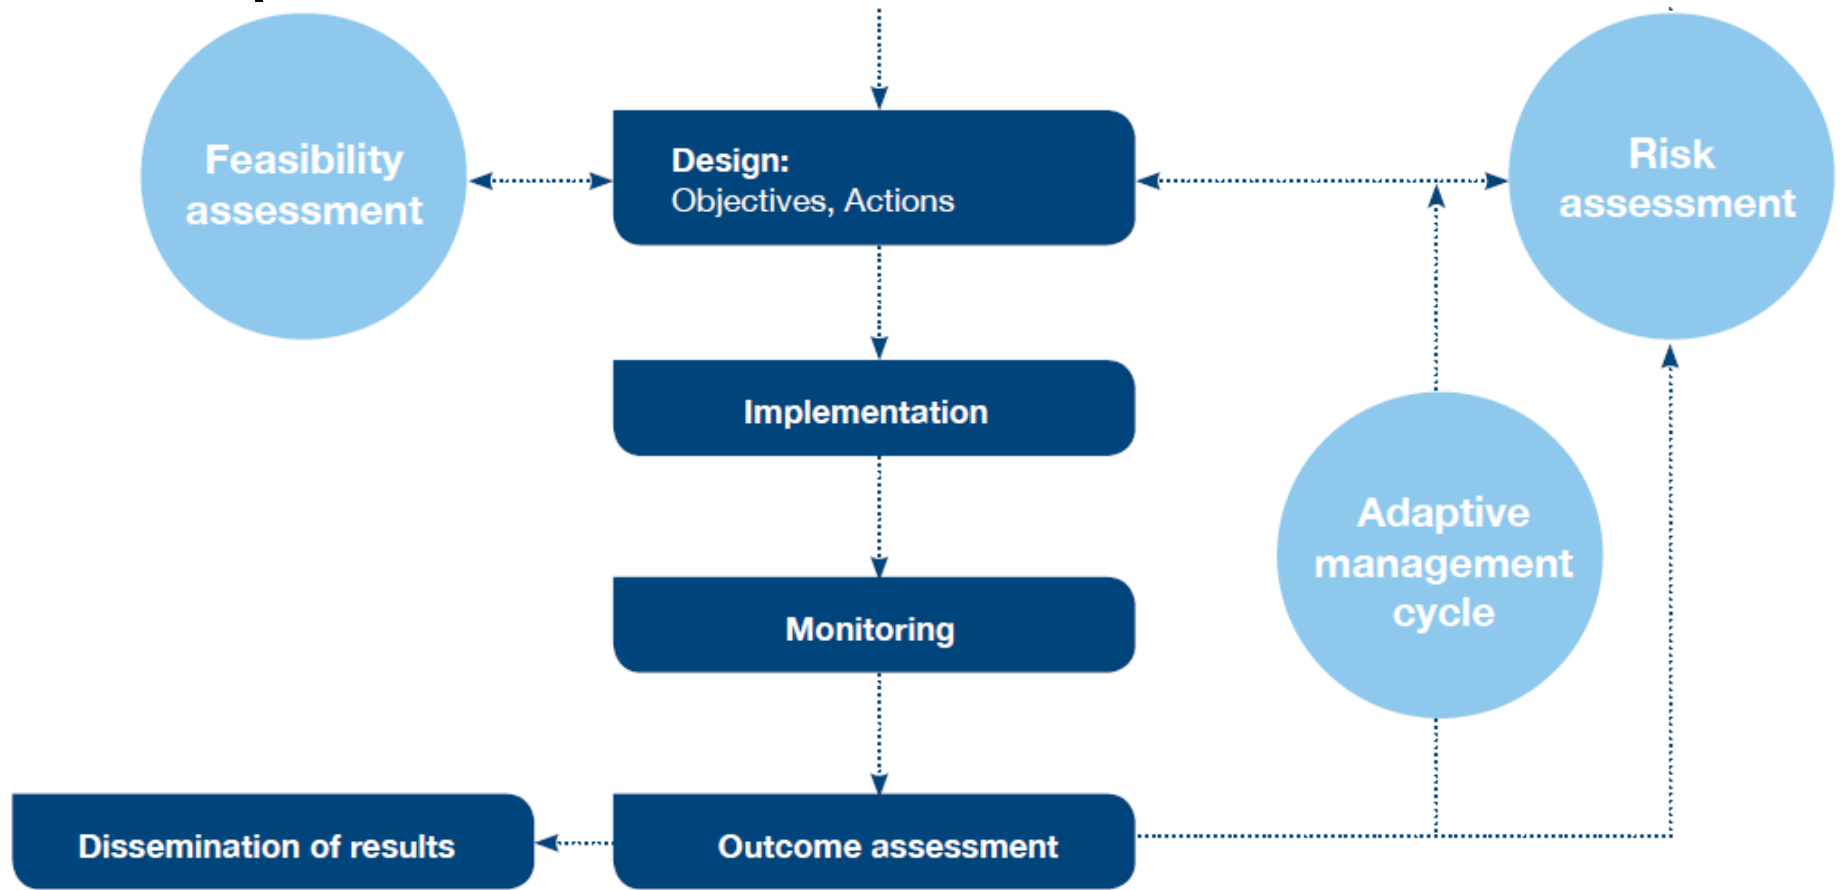 Feasibility
assessment
Design:
Objectives, Actions
Risk
assessment
Implementation
Adaptive
management
cycle
Monitoring
Dissemination of results
Outcome assessment